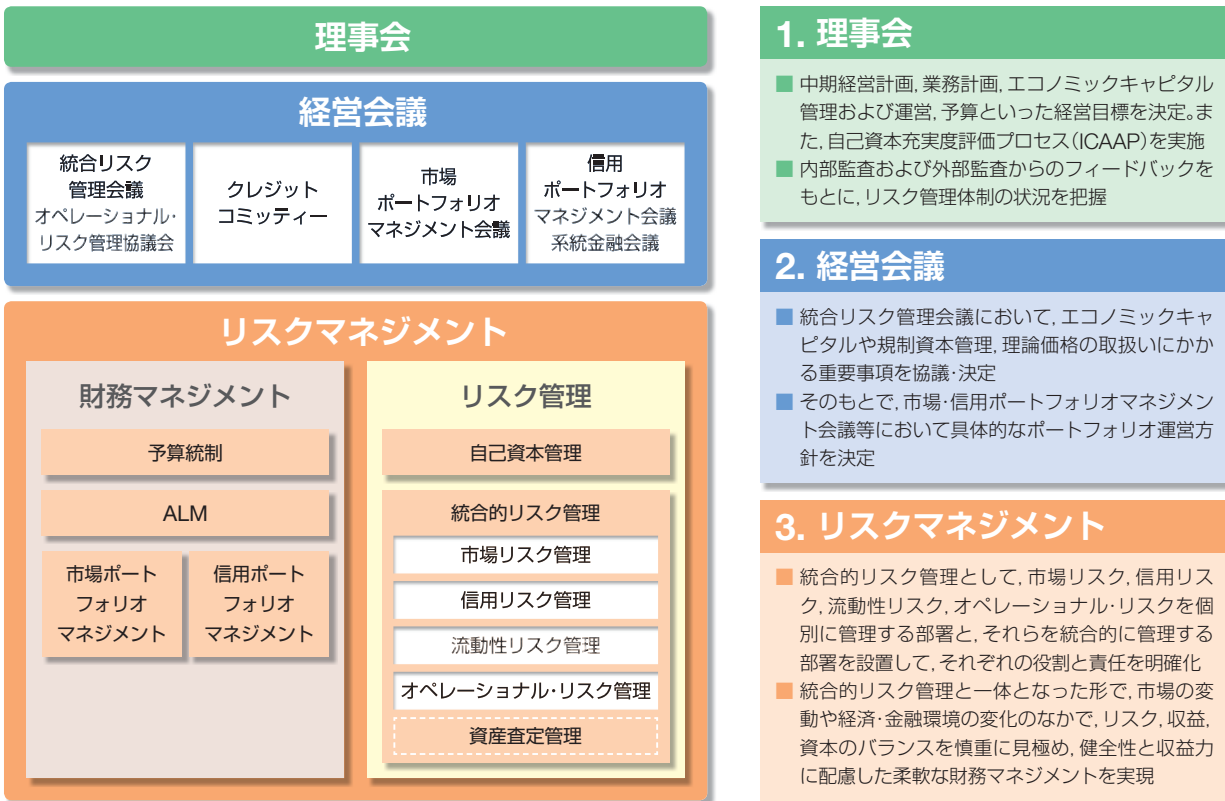 理事会
経営会議
統合リスク
管理会議
オペレーショナル・
リスク管理協議会
クレジット
コミッティー
市場
ポートフォリオ
マネジメント会議
信用
ポートフォリオ
マネジメント会議
系統金融会議
リスクマネジメント
財務マネジメント
予算統制
ALM
市場ポート
フォリオ
マネジメント
信用ポート
フォリオ
マネジメント
リスク管理
自己資本管理
統合的リスク管理
市場リスク管理
信用リスク管理
流動性リスク管理
オペレーショナル・リスク管理
資産査定管理
1. 理事会
■ 中期経営計画，業務計画，エコノミックキャピタル
管理および運営，予算といった経営目標を決定。ま
た，自己資本充実度評価プロセス（ICAAP）を実施
■ 内部監査および外部監査からのフィードバックを
もとに，リスク管理体制の状況を把握
2. 経営会議
■ 統合リスク管理会議において，エコノミックキャ
ピタルや規制資本管理，理論価格の取扱いにかか
る重要事項を協議・決定
■ そのもとで，市場・信用ポートフォリオマネジメン
ト会議等において具体的なポートフォリオ運営方
針を決定
3. リスクマネジメント
■ 統合的リスク管理として，市場リスク，信用リス
ク，流動性リスク，オペレーショナル・リスクを個
別に管理する部署と，それらを統合的に管理する
部署を設置して，それぞれの役割と責任を明確化
■ 統合的リスク管理と一体となった形で，市場の変
動や経済・金融環境の変化のなかで，リスク，収益，
資本のバランスを慎重に見極め，健全性と収益力
に配慮した柔軟な財務マネジメントを実現